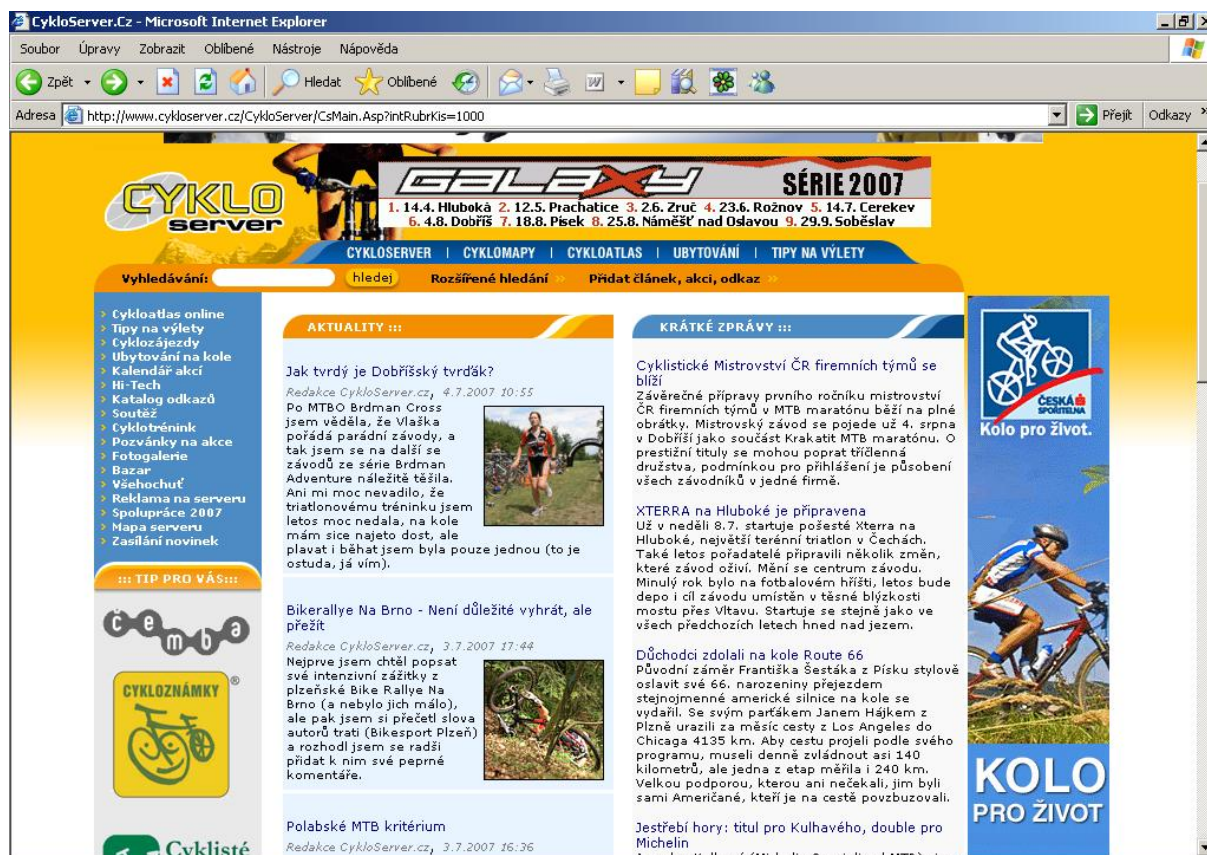 CykloServer.Cz - Microsoft Internet Explorer
Soubor Úpravy Zobrazit Oblíbené Nástroje Nápověda
Zpět Hledat Oblíbené
Adresa http://www.cykloserver.cz/CykloServer/CsMain.Asp?intRubrKis=1000 Přejít Odkazy
CYKLO
server
GALAXY
SÉRIE 2007
1. 14.4. Hluboká 2. 12.5. Prachatice 3. 2.6. Zruč 4. 23.6. Rožnov 5. 14.7. Cerekev
6. 4.8. Dobříš 7. 18.8. Písek 8. 25.8. Náměšť nad Oslavou 9. 29.9. Soběslav
CYKLOSERVER | CYKLOMAPY | CYKLOATLAS | UBYTOVÁNÍ | TIPY NA VÝLETY
Vyhledávání: hledej Rozšířené hledání » Přidat článek, akci, odkaz »
Cykloatlas online
Tipy na výlety
Cyklozájezdy
Ubytování na kole
Kalendář akcí
Hi-Tech
Katalog odkazů
Soutěž
Cyklotrénink
Pozvánky na akce
Fotogalerie
Bazar
Všehochuť
Reklama na serveru
Spolupráce 2007
Mapa serveru
Zasílání novinek
::: TIP PRO VÁS:::
čemba
CYKLOZNÁMKY ®
Cyklisté
AKTUALITY :::
Jak tvrdý je Dobříšský tvrďák?
Redakce CykloServer.cz, 4.7.2007 10:55
Po MTBO Brdman Cross
jsem věděla, že Vlaška
pořádá parádní závody, a
tak jsem se na další se
závodů ze série Brdman
Adventure náležitě těšila.
Ani mi moc nevadilo, že
triatlonovému tréninku jsem
letos moc nedala, na kole
mám sice najeto dost, ale
plavat i běhat jsem byla pouze jednou (to je
ostuda, já vím).
Bikerallye Na Brno - Není důležité vyhrát, ale
přežít
Redakce CykloServer.cz, 3.7.2007 17:44
Nejprve jsem chtěl popsat
své intenzivní zážitky z
plzeňské Bike Rallye Na
Brno (a nebylo jich málo),
ale pak jsem si přečetl slova
autorů trati (Bikesport Plzeň)
a rozhodl jsem se radši
přidat k nim své peprné
komentáře.
Polabské MTB kritérium
Redakce CykloServer.cz, 3.7.2007 16:36
KRÁTKÉ ZPRÁVY :::
Cyklistické Mistrovství ČR firemních týmů se
blíží
Závěrečné přípravy prvního ročníku mistrovství
ČR firemních týmů v MTB maratónu běží na plné
obrátky. Mistrovský závod se pojede už 4. srpna
v Dobříši jako součást Krakatit MTB maratónu. O
prestižní tituly se mohou poprat tříčlenná
družstva, podmínkou pro přihlášení je působení
všech závodníků v jedné firmě.
XTERRA na Hluboké je připravena
Už v neděli 8.7. startuje pošesté Xterra na
Hluboké, největší terénní triatlon v Čechách.
Také letos pořadatelé připravili několik změn,
které závod oživí. Mění se centrum závodu.
Minulý rok bylo na fotbalovém hřišti, letos bude
depo i cíl závodu umístěn v těsné blýzkosti
mostu přes Vltavu. Startuje se stejně jako ve
všech předchozích letech hned nad jezem.
Důchodci zdolali na kole Route 66
Původní záměr Františka Šestáka z Písku stylově
oslavit své 66. narozeniny přejezdem
stejnojmenné americké silnice na kole se
vydařil. Se svým parťákem Janem Hájkem z
Plzně urazili za měsíc cesty z Los Angeles do
Chicaga 4135 km. Aby cestu projeli podle svého
programu, museli denně zvládnout asi 140
kilometrů, ale jedna z etap měřila i 240 km.
Velkou podporou, kterou ani nečekali, jim byli
sami Američané, kteří je na cestě povzbuzovali.
Jestřebí hory: titul pro Kulhavého, double pro
Michelin
ČESKÁ
SPOŘITELNA
Kolo pro život.
KOLO
PRO ŽIVOT